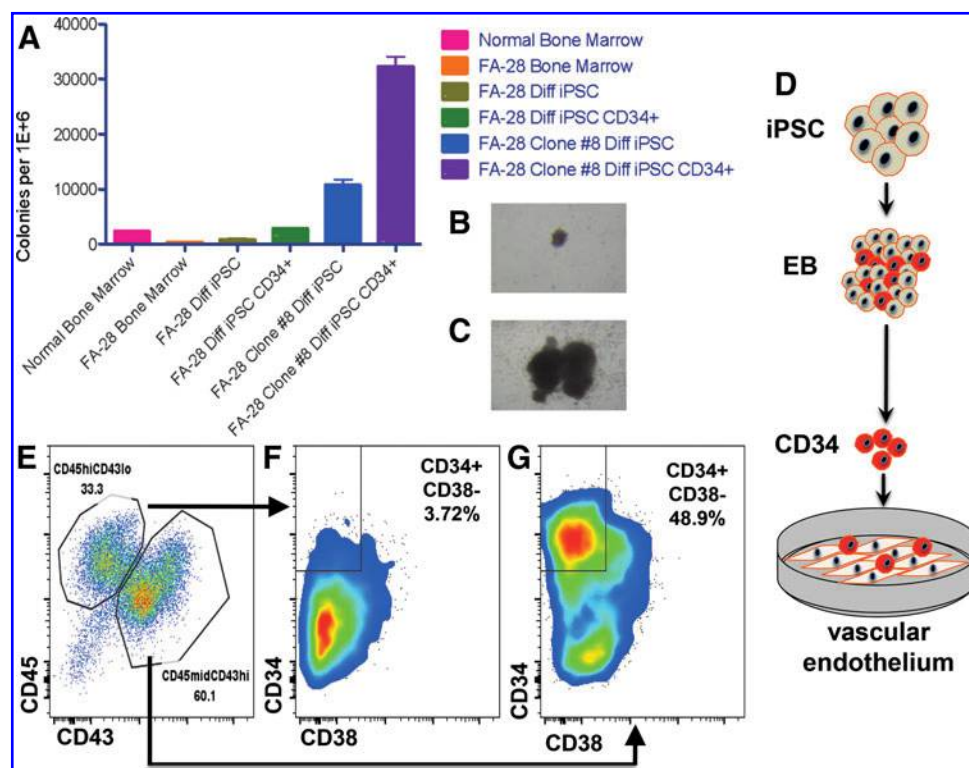 A
40000
30000
20000
10000
0
Colonies per 1E+6
Normal Bone Marrow
FA-28 Bone Marrow
FA-28 Diff iPSC
FA-28 Diff iPSC CD34+
FA-28 Clone #8 Diff iPSC
FA-28 Clone #8 Diff iPSC CD34+
Normal Bone Marrow
FA-28 Bone Marrow
FA-28 Diff iPSC
FA-28 Diff iPSC CD34+
FA-28 Clone #8 Diff iPSC
FA-28 Clone #8 Diff iPSC CD34+
B
C
D
iPSC
EB
CD34
vascular
endothelium
E
CD45hiCD43lo
33.3
CD45midCD43hi
60.1
CD45
CD43
F
CD34+
CD38-
3.72%
CD34
CD38
G
CD34+
CD38-
48.9%
CD34
CD38